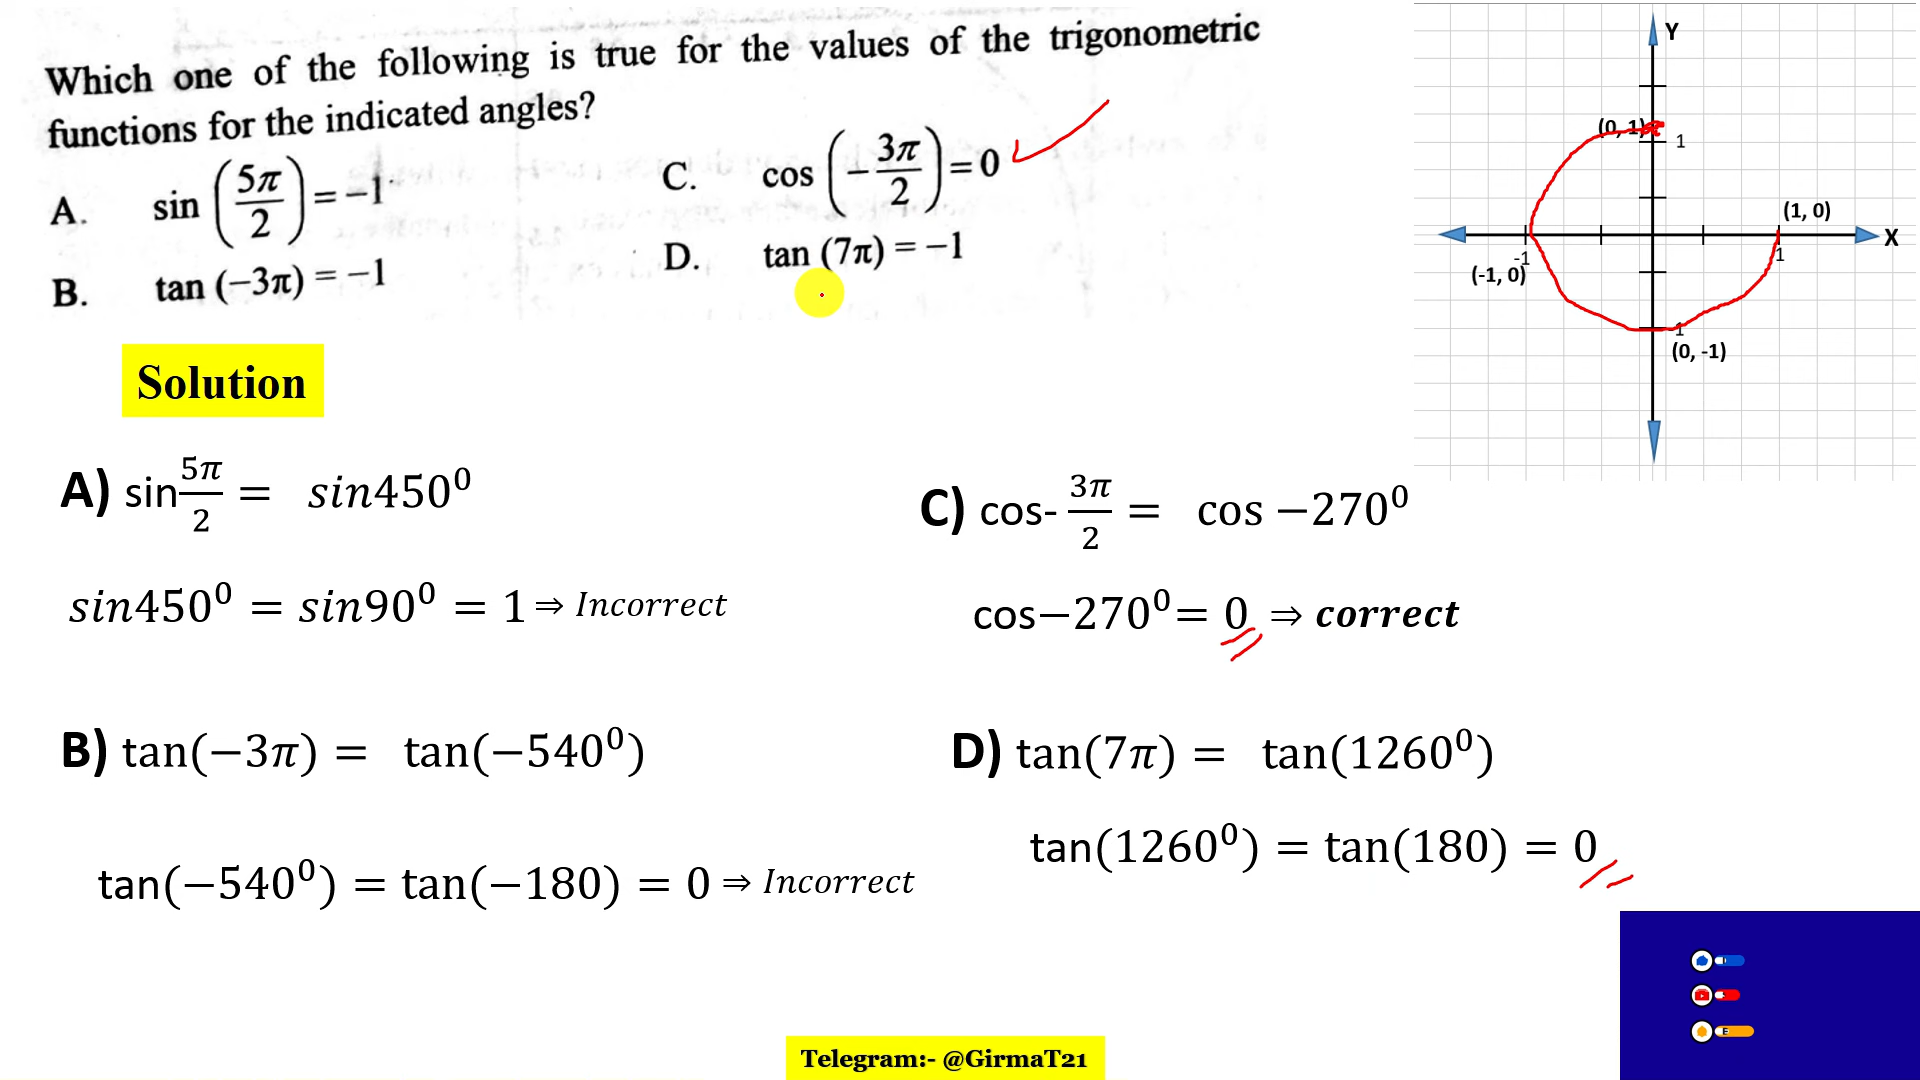 Which one of the following is true for the values of the trigonometric
functions for the indicated angles?
A. sin (5π/2) = −1
B. tan (−3π) = −1
C. cos (−3π/2) = 0
D. tan (7π) = −1
Y
(0, 1)
1
(1, 0)
X
-1
1
(-1, 0)
1
(0, -1)
Solution
A) sin 5π/2 = sin450⁰
sin450⁰ = sin90⁰ = 1 ⇒ Incorrect
B) tan(−3π) = tan(−540⁰)
tan(−540⁰) = tan(−180) = 0 ⇒ Incorrect
C) cos- 3π/2 = cos −270⁰
cos−270⁰= 0 ⇒ correct
D) tan(7π) = tan(1260⁰)
tan(1260⁰) = tan(180) = 0
E
Telegram:- @GirmaT21